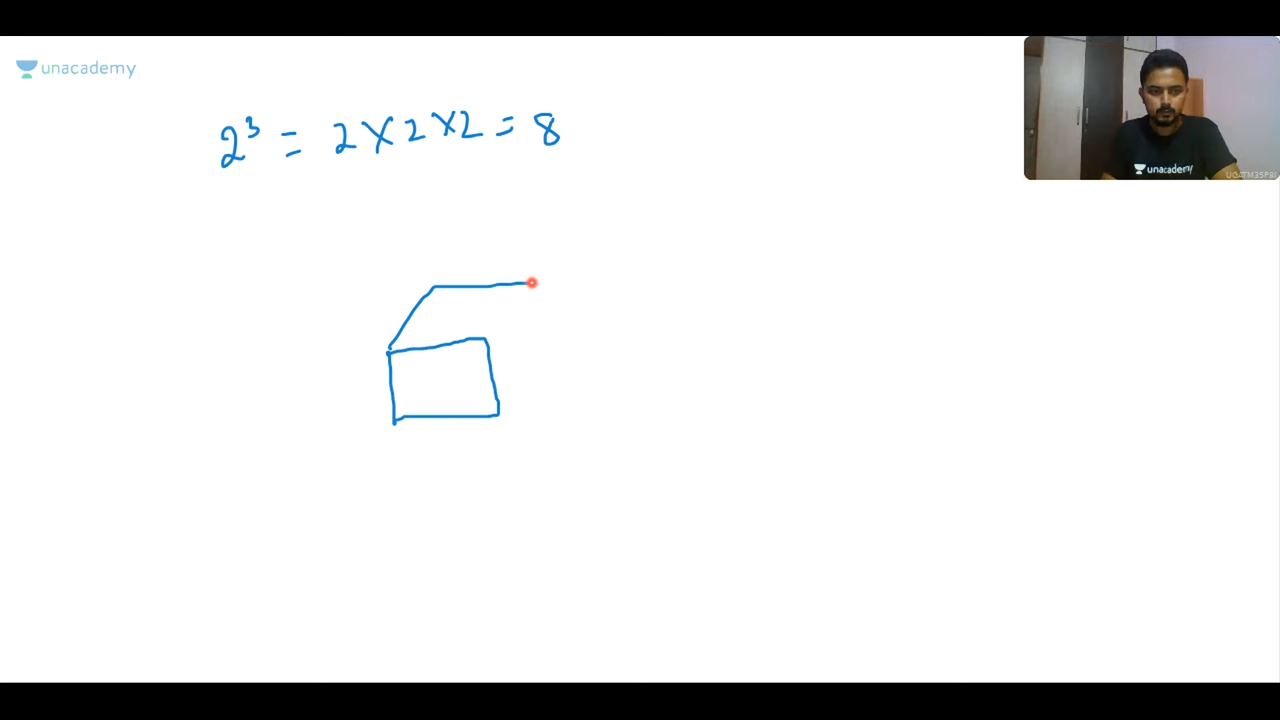 unacademy
2³ = 2 × 2 × 2 = 8
unacademy